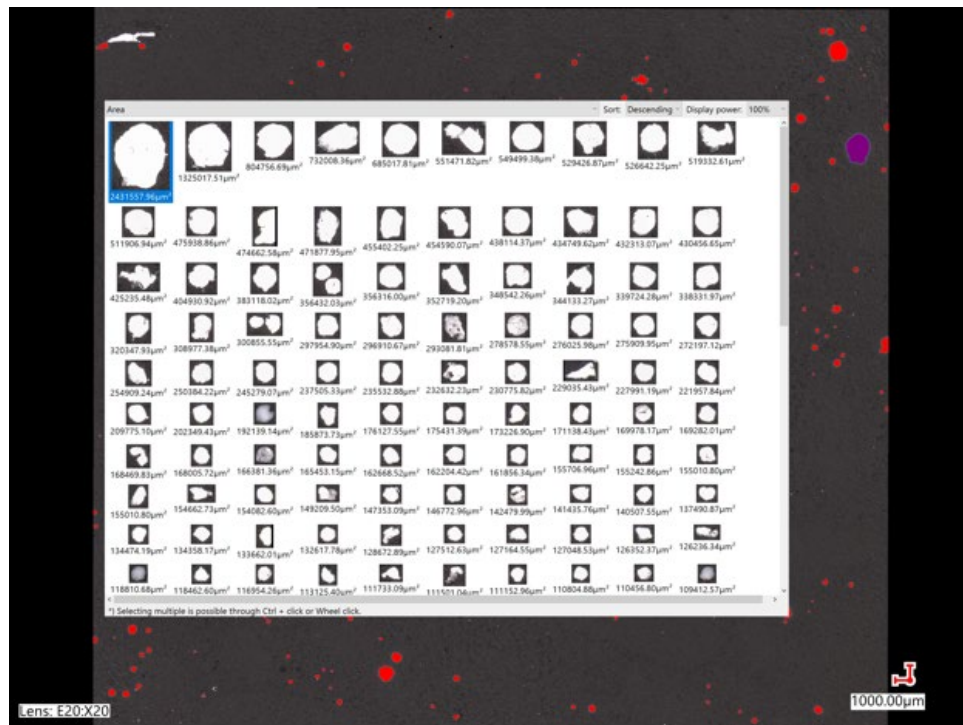 Area Sort: Descending Display power: 100%
2431557.96μm² 1325017.51μm² 804756.69μm² 732008.36μm² 685017.81μm² 551471.82μm² 549499.38μm² 529426.87μm² 526642.25μm² 519332.61μm²
511906.94μm² 475938.86μm² 474662.58μm² 471877.95μm² 455402.25μm² 454590.07μm² 438114.37μm² 434749.62μm² 432313.07μm² 430456.65μm²
425235.48μm² 404930.92μm² 383118.02μm² 356432.03μm² 356316.00μm² 352719.20μm² 348542.26μm² 344133.27μm² 339724.28μm² 338331.97μm²
320347.93μm² 308977.38μm² 300855.55μm² 297954.90μm² 296910.67μm² 293081.81μm² 278578.55μm² 276025.98μm² 275909.95μm² 272197.12μm²
254909.24μm² 250384.22μm² 245279.07μm² 237505.33μm² 235532.88μm² 232632.23μm² 230775.82μm² 229035.43μm² 227991.19μm² 221957.84μm²
209775.10μm² 202349.43μm² 192139.14μm² 185873.73μm² 176127.55μm² 175431.39μm² 173226.90μm² 171138.43μm² 169978.17μm² 169282.01μm²
168469.83μm² 168005.72μm² 166381.36μm² 165453.15μm² 162668.52μm² 162204.42μm² 161856.34μm² 155706.96μm² 155242.86μm² 155010.80μm²
155010.80μm² 154662.73μm² 154082.60μm² 149209.50μm² 147353.09μm² 146772.96μm² 142479.99μm² 141435.76μm² 140507.55μm² 137490.87μm²
134474.19μm² 134358.17μm² 133662.01μm² 132617.78μm² 128672.89μm² 127512.63μm² 127164.55μm² 127048.53μm² 126352.37μm² 126236.34μm²
118810.68μm² 118462.60μm² 116954.26μm² 113125.40μm² 111733.09μm² 111501.04μm² 111152.96μm² 110804.88μm² 110456.80μm² 109412.57μm²
*) Selecting multiple is possible through Ctrl + click or Wheel click.
Lens: E20:X20
1000.00μm